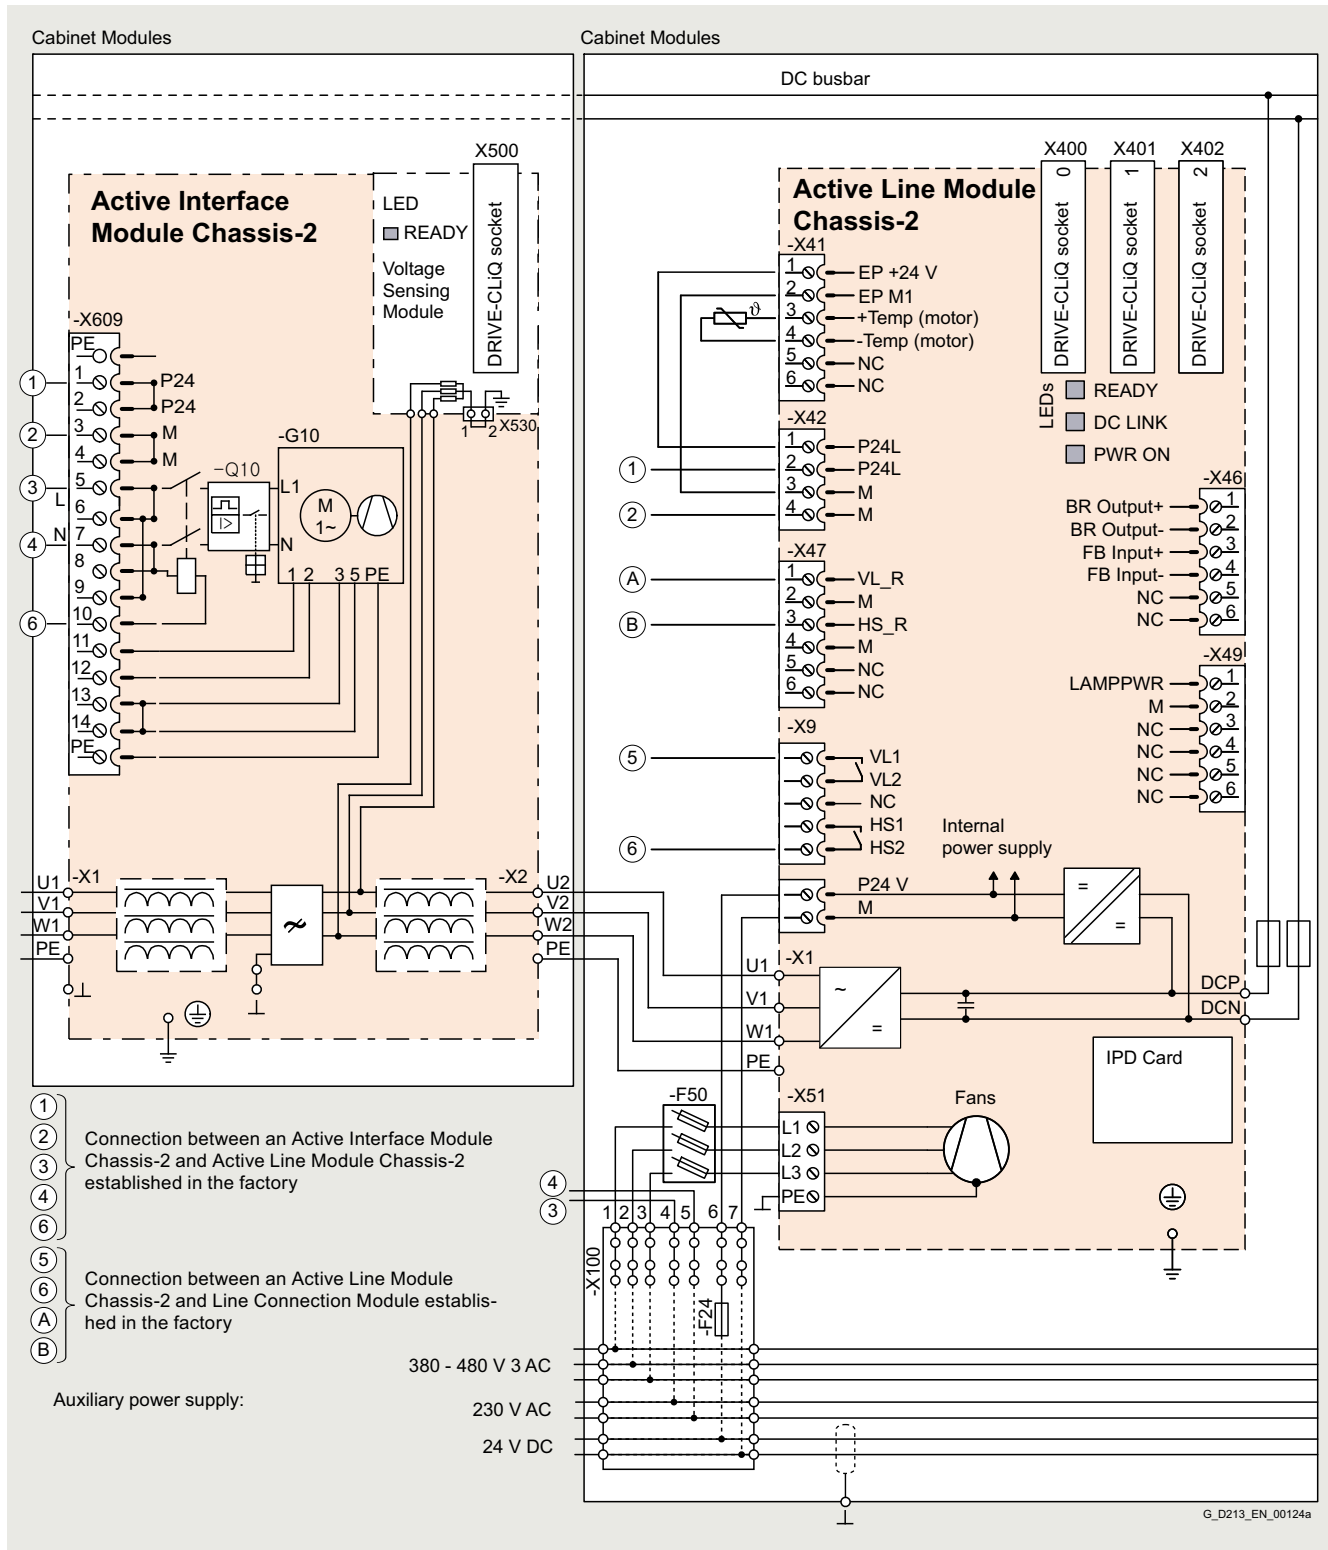 Cabinet Modules
Cabinet Modules
DC busbar
X500
DRIVE-CLiQ socket
Active Interface
Module Chassis-2
LED
READY
Voltage
Sensing
Module
-X609
PE
1
P24
2
P24
3
M
4
M
5
6
7
8
9
10
11
12
13
14
PE
1
2
3
L
4
N
6
-Q10
I>
-G10
L1
N
M
1~
1 2 3 5 PE
1 2 X530
-X1
U1
V1
W1
PE
≈
-X2
U2
V2
W2
PE
Active Line Module
Chassis-2
X400
0
DRIVE-CLiQ socket
X401
1
DRIVE-CLiQ socket
X402
2
DRIVE-CLiQ socket
LEDs
READY
DC LINK
PWR ON
-X41
1 EP +24 V
2 EP M1
3 +Temp (motor)
4 -Temp (motor)
5 NC
6 NC
ϑ
-X42
1 P24L
2 P24L
3 M
4 M
1
2
-X47
1 VL_R
2 M
3 HS_R
4 M
5 NC
6 NC
A
B
-X9
VL1
VL2
NC
HS1
HS2
5
6
P24 V
M
Internal
power supply
=
=
-X46
BR Output+ 1
BR Output- 2
FB Input+ 3
FB Input- 4
NC 5
NC 6
-X49
LAMPPWR 1
M 2
NC 3
NC 4
NC 5
NC 6
-X1
U1
V1
W1
PE
~
=
DCP
DCN
IPD Card
-F50
-X51
L1
L2
L3
PE
Fans
4
3
1 2 3 4 5 6 7
-X100
-F24
1
2
3
4
6
Connection between an Active Interface Module
Chassis-2 and Active Line Module Chassis-2
established in the factory
5
6
A
B
Connection between an Active Line Module
Chassis-2 and Line Connection Module establis-
hed in the factory
380 - 480 V 3 AC
Auxiliary power supply:
230 V AC
24 V DC
G_D213_EN_00124a